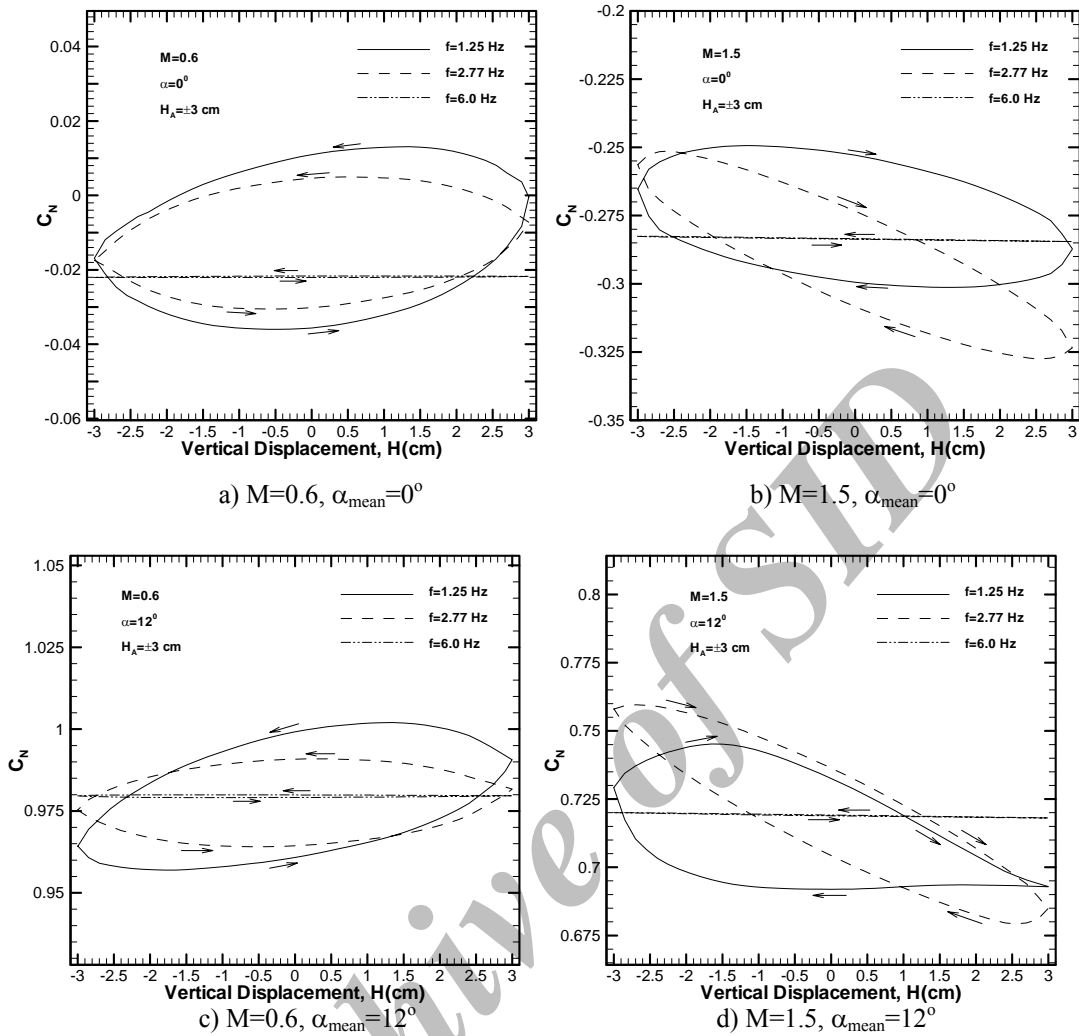 M=0.6
α=0⁰
H_A=±3 cm
f=1.25 Hz
f=2.77 Hz
f=6.0 Hz
C_N
0.04
0.02
0
-0.02
-0.04
-0.06
-3 -2.5 -2 -1.5 -1 -0.5 0 0.5 1 1.5 2 2.5 3
Vertical Displacement, H(cm)
a) M=0.6, α_mean=0°
M=1.5
α=0⁰
H_A=±3 cm
f=1.25 Hz
f=2.77 Hz
f=6.0 Hz
C_N
-0.2
-0.225
-0.25
-0.275
-0.3
-0.325
-0.35
-3 -2.5 -2 -1.5 -1 -0.5 0 0.5 1 1.5 2 2.5 3
Vertical Displacement, H(cm)
b) M=1.5, α_mean=0°
M=0.6
α=12⁰
H_A=±3 cm
f=1.25 Hz
f=2.77 Hz
f=6.0 Hz
C_N
1.05
1.025
1
0.975
0.95
-3 -2.5 -2 -1.5 -1 -0.5 0 0.5 1 1.5 2 2.5 3
Vertical Displacement, H(cm)
c) M=0.6, α_mean=12°
M=1.5
α=12⁰
H_A=±3 cm
f=1.25 Hz
f=2.77 Hz
f=6.0 Hz
C_N
0.8
0.775
0.75
0.725
0.7
0.675
-3 -2.5 -2 -1.5 -1 -0.5 0 0.5 1 1.5 2 2.5 3
Vertical Displacement, H(cm)
d) M=1.5, α_mean=12°
hive of SID